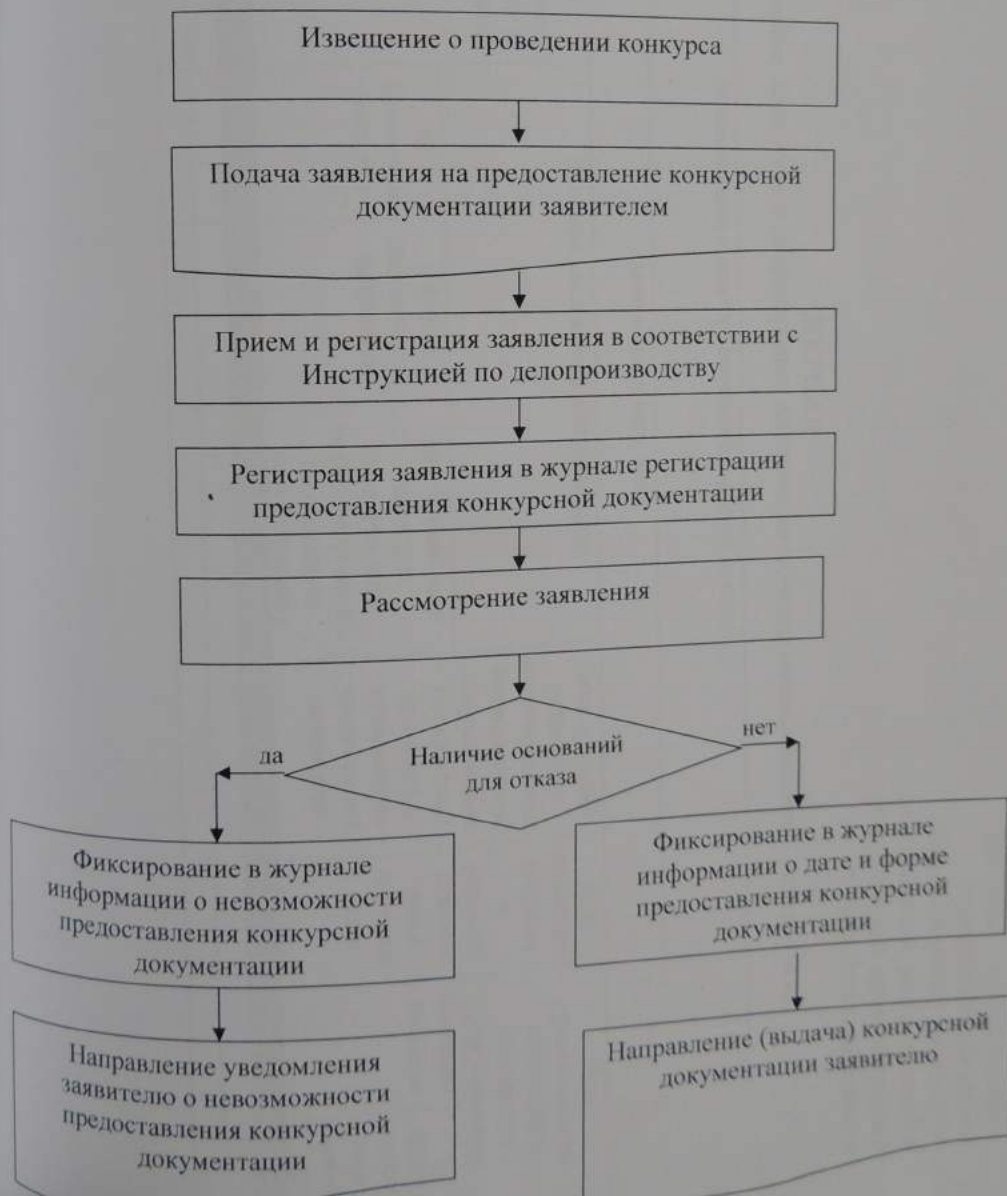 Извещение о проведении конкурса
Подача заявления на предоставление конкурсной
документации заявителем
Прием и регистрация заявления в соответствии с
Инструкцией по делопроизводству
Регистрация заявления в журнале регистрации
предоставления конкурсной документации
Рассмотрение заявления
Наличие оснований
для отказа
да
нет
Фиксирование в журнале
информации о невозможности
предоставления конкурсной
документации
Фиксирование в журнале
информации о дате и форме
предоставления конкурсной
документации
Направление уведомления
заявителю о невозможности
предоставления конкурсной
документации
Направление (выдача) конкурсной
документации заявителю